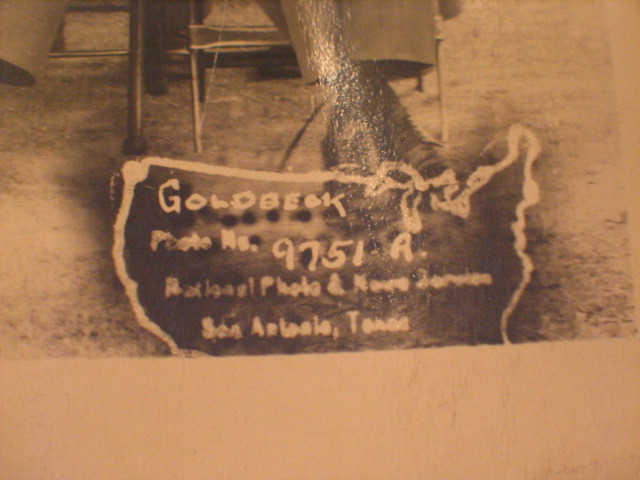 GOLDBECK
Photo No. 9751-A.
National Photo & News Service
San Antonio, Texas